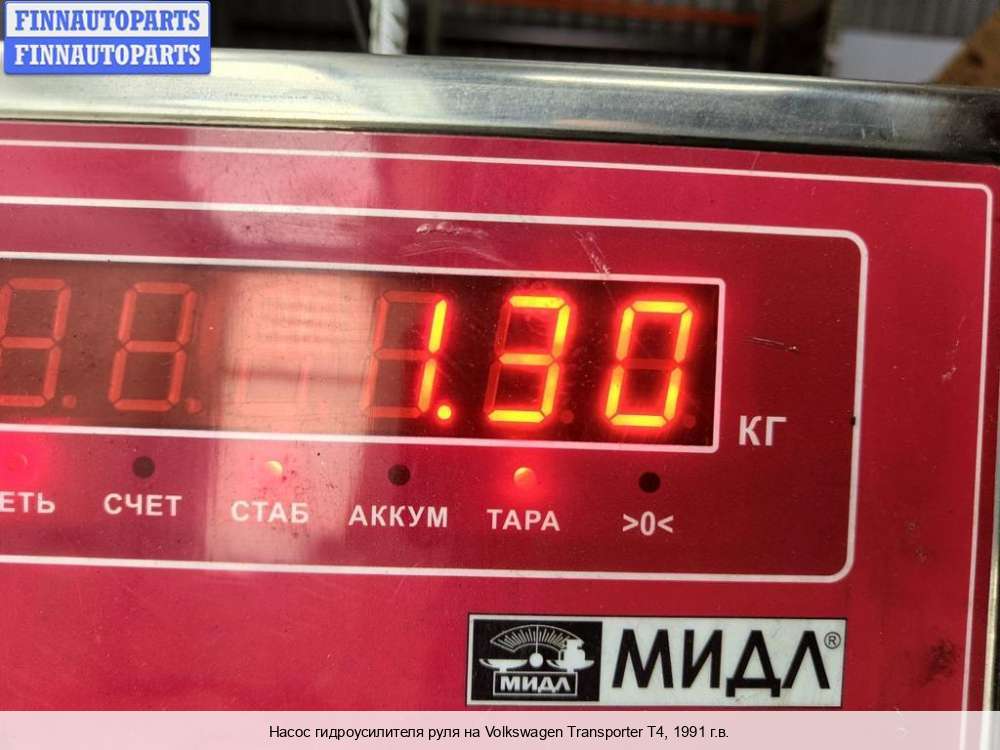 FINNAUTOPARTS
FINNAUTOPARTS
1.30
КГ
ЕТЬ СЧЕТ СТАБ АККУМ ТАРА >0<
МИДЛ МИДЛ®
Насос гидроусилителя руля на Volkswagen Transporter T4, 1991 г.в.